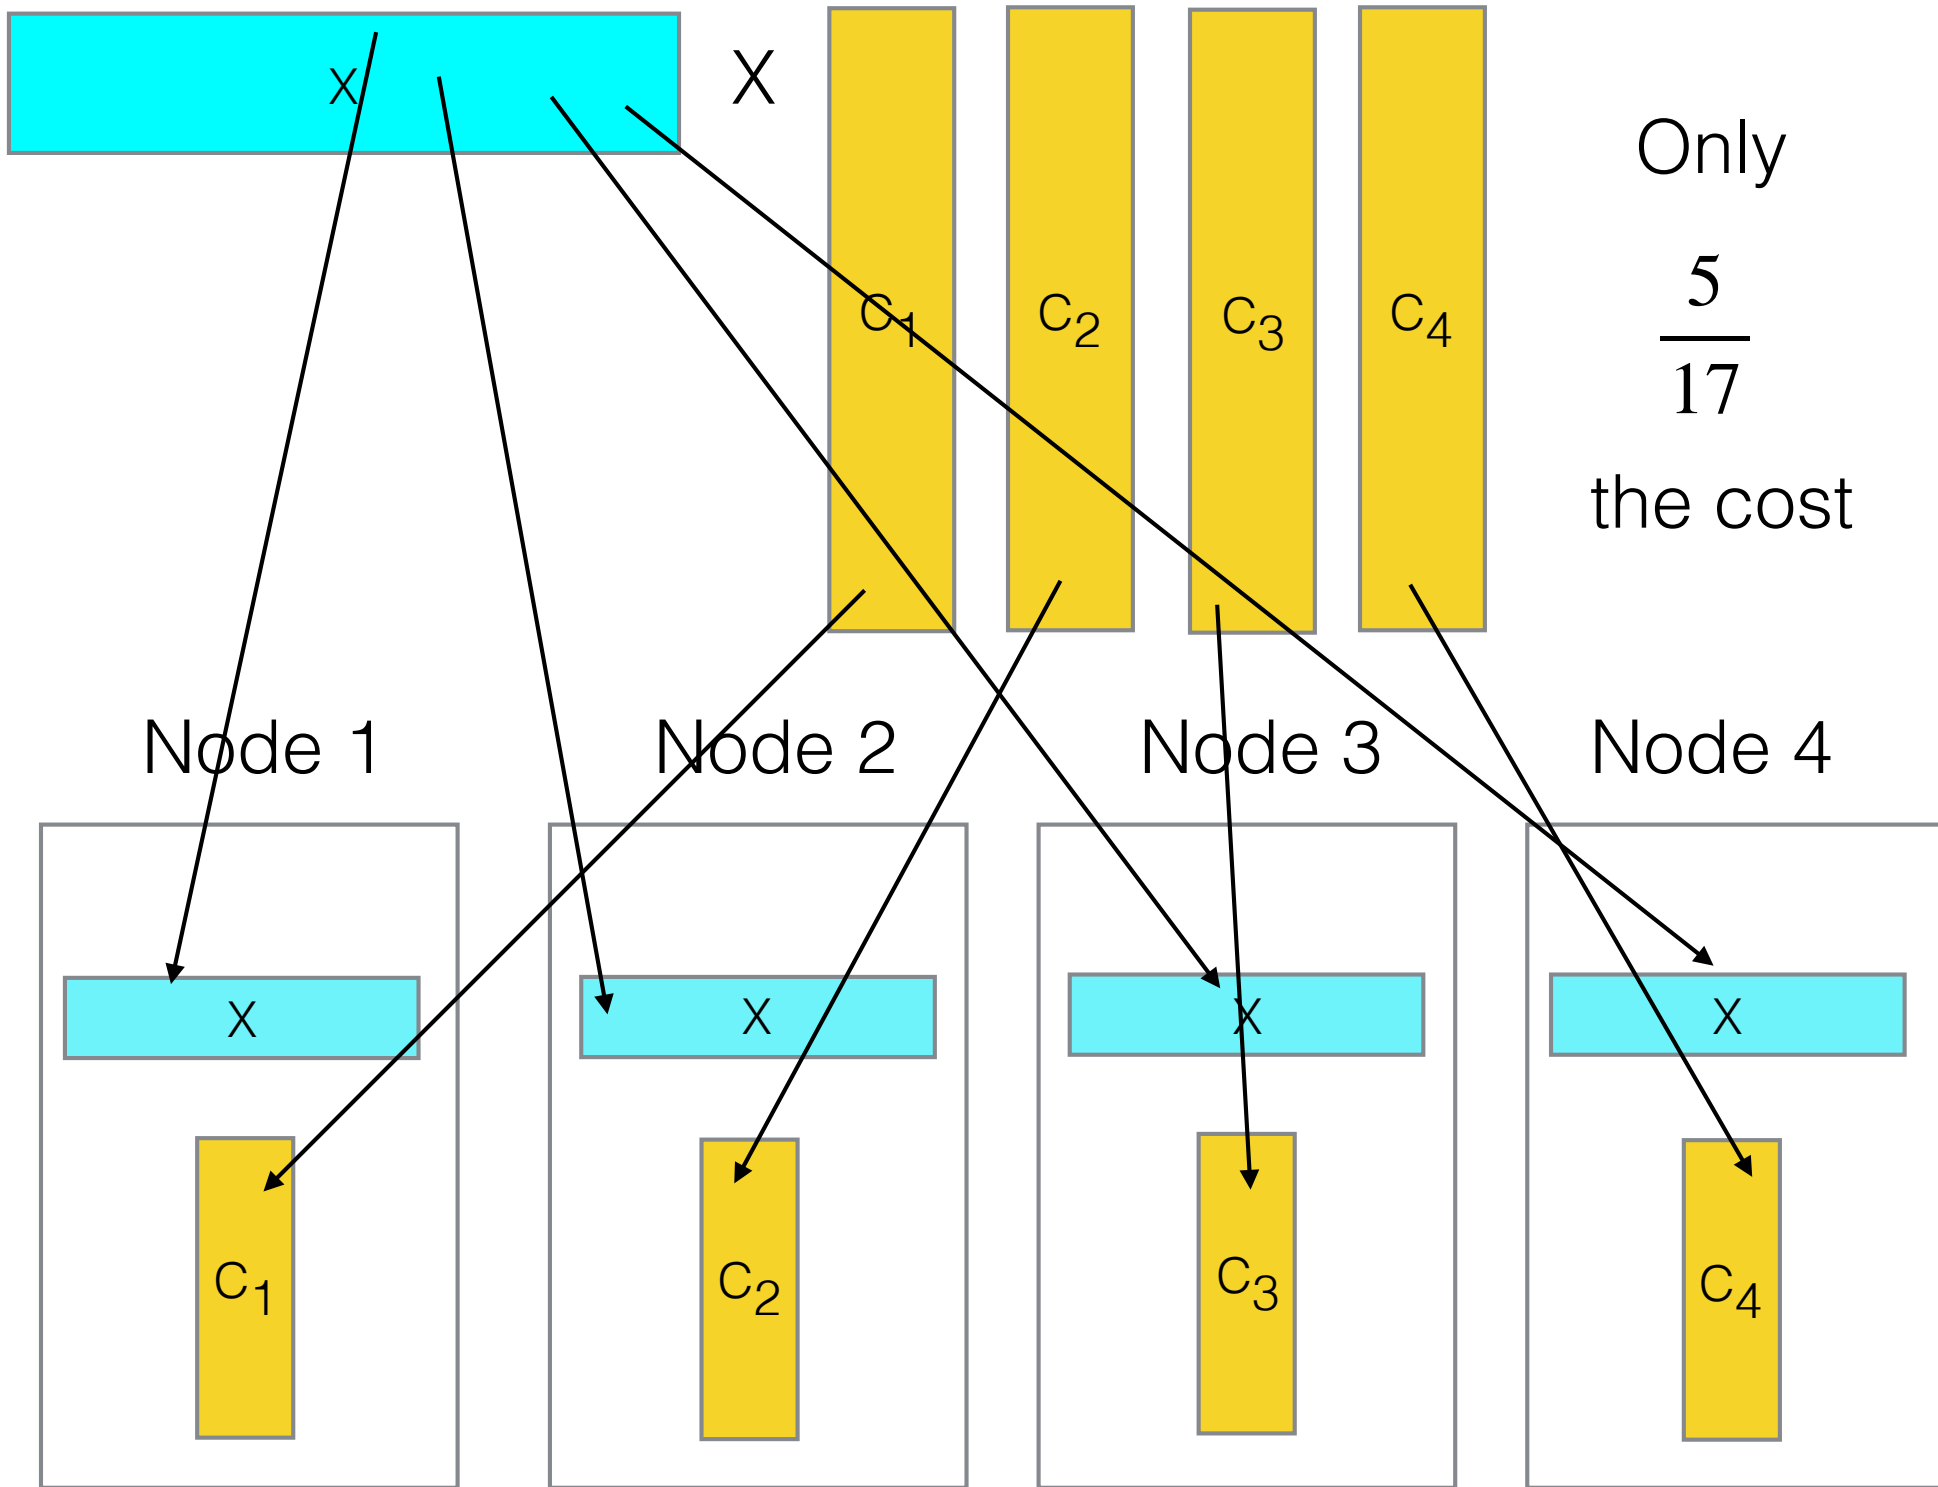 X X
C1 C2 C3 C4
Only
5
17
the cost
Node 1 Node 2 Node 3 Node 4
X X X X
C1 C2 C3 C4